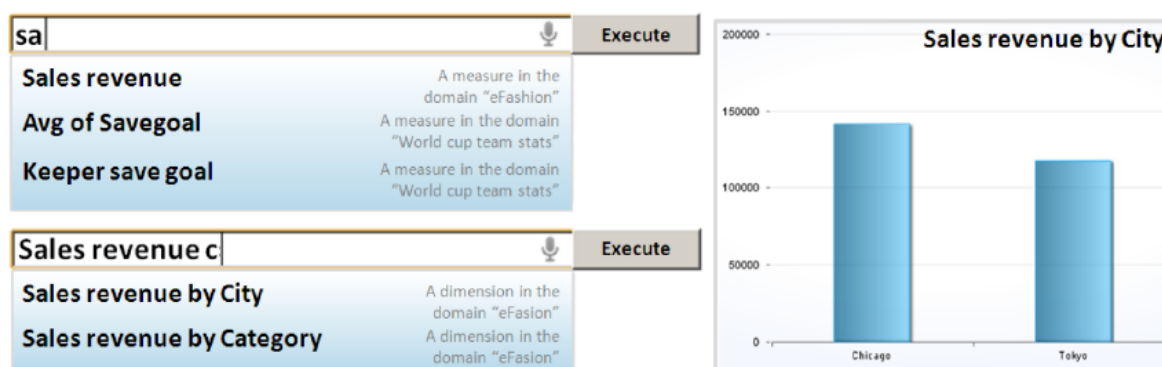 sa
Execute
Sales revenue
A measure in the
domain “eFashion”
Avg of Savegoal
A measure in the domain
“World cup team stats”
Keeper save goal
A measure in the domain
“World cup team stats”
Sales revenue c
Execute
Sales revenue by City
A dimension in the
domain “eFasion”
Sales revenue by Category
A dimension in the
domain “eFasion”
Sales revenue by City
200000
150000
100000
50000
0
Chicago
Tokyo